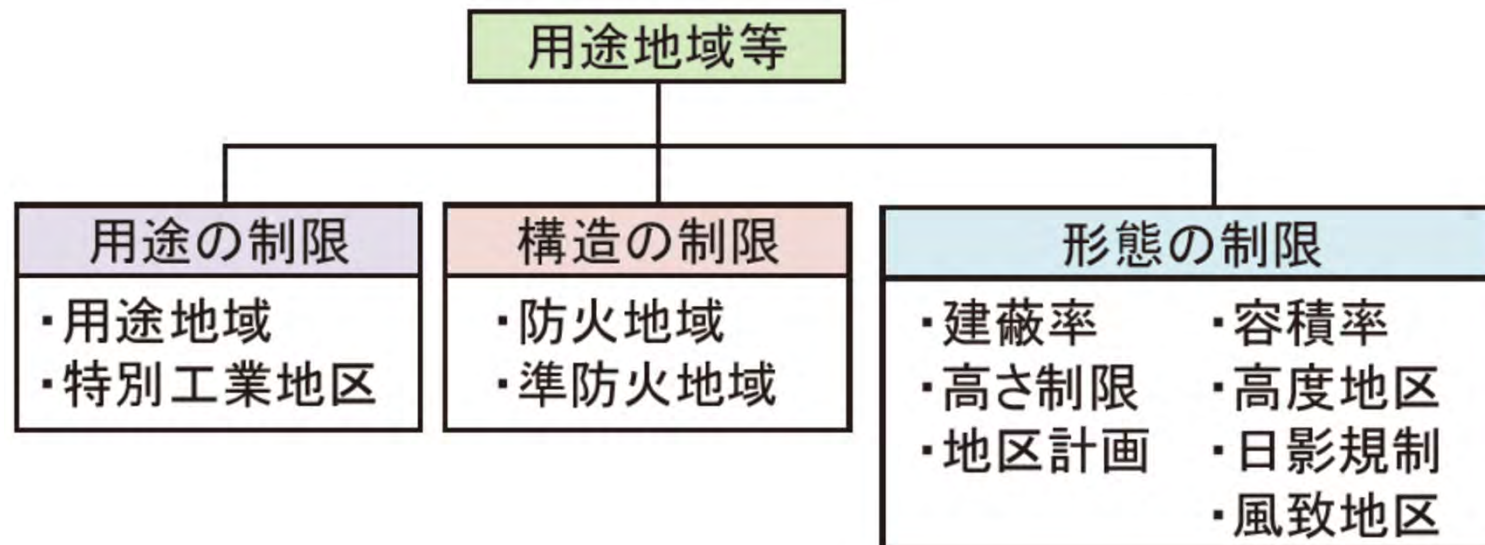 用途地域等
用途の制限
・用途地域
・特別工業地区
構造の制限
・防火地域
・準防火地域
形態の制限
・建蔽率
・高さ制限
・地区計画
・容積率
・高度地区
・日影規制
・風致地区